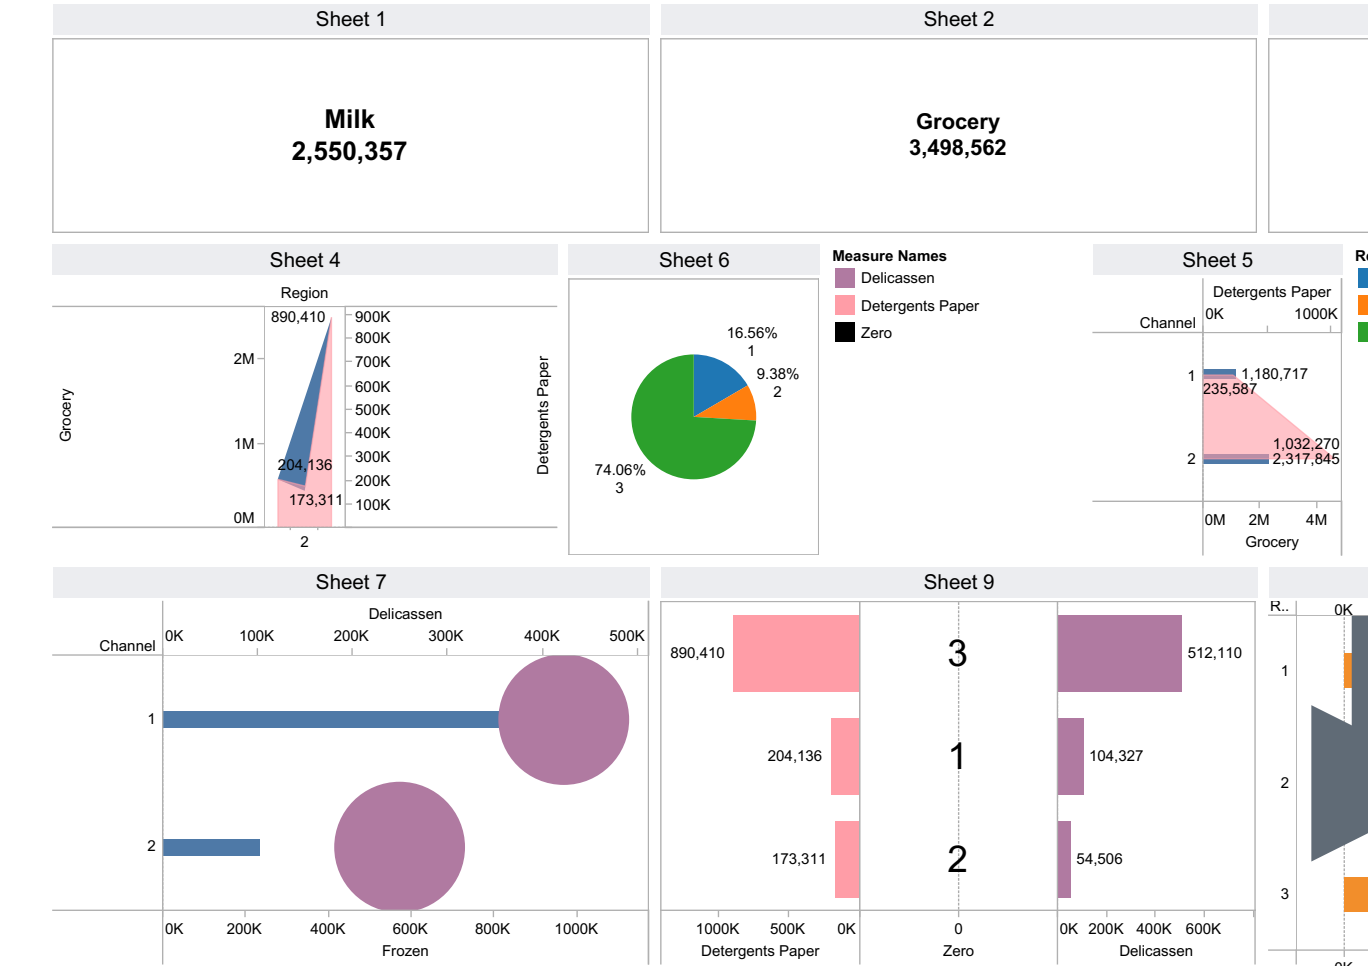 Sheet 1
Sheet 2
Milk
2,550,357
Grocery
3,498,562
Sheet 4
Sheet 6
Measure Names
Delicassen
Detergents Paper
Zero
Sheet 5
Region
890,410
900K
800K
700K
600K
500K
400K
300K
200K
100K
2M
1M
0M
Grocery
Detergents Paper
204,136
173,311
2
16.56%
1
9.38%
2
74.06%
3
Detergents Paper
0K 1000K
Channel
1 1,180,717
235,587
1,032,270
2 2,317,845
0M 2M 4M
Grocery
Sheet 7
Sheet 9
Delicassen
Channel 0K 100K 200K 300K 400K 500K
1
2
0K 200K 400K 600K 800K 1000K
Frozen
890,410 3 512,110
204,136 1 104,327
173,311 2 54,506
1000K 500K 0K 0 0K 200K 400K 600K
Detergents Paper Zero Delicassen
R.. 0K
1
2
3